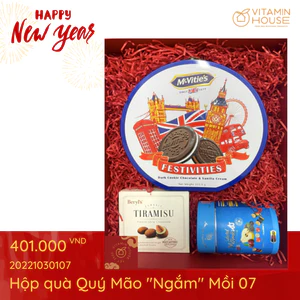 HAPPY
New Year
VITAMIN
HOUSE
McVitie's
FESTIVITIES
Dark Cookie Chocolate & Vanilla Cream
Beryl's
TIRAMISU
401.000 VND
20221030107
Hộp quà Quý Mão "Ngắm" Mồi 07